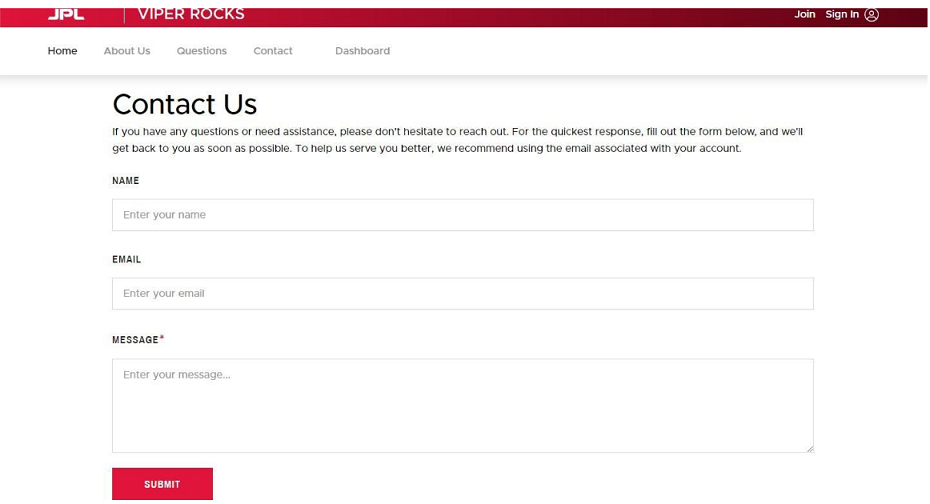 JPL VIPER ROCKS Join Sign In
Home About Us Questions Contact Dashboard
Contact Us
If you have any questions or need assistance, please don't hesitate to reach out. For the quickest response, fill out the form below, and we'll
get back to you as soon as possible. To help us serve you better, we recommend using the email associated with your account.
NAME
Enter your name
EMAIL
Enter your email
MESSAGE*
Enter your message...
SUBMIT